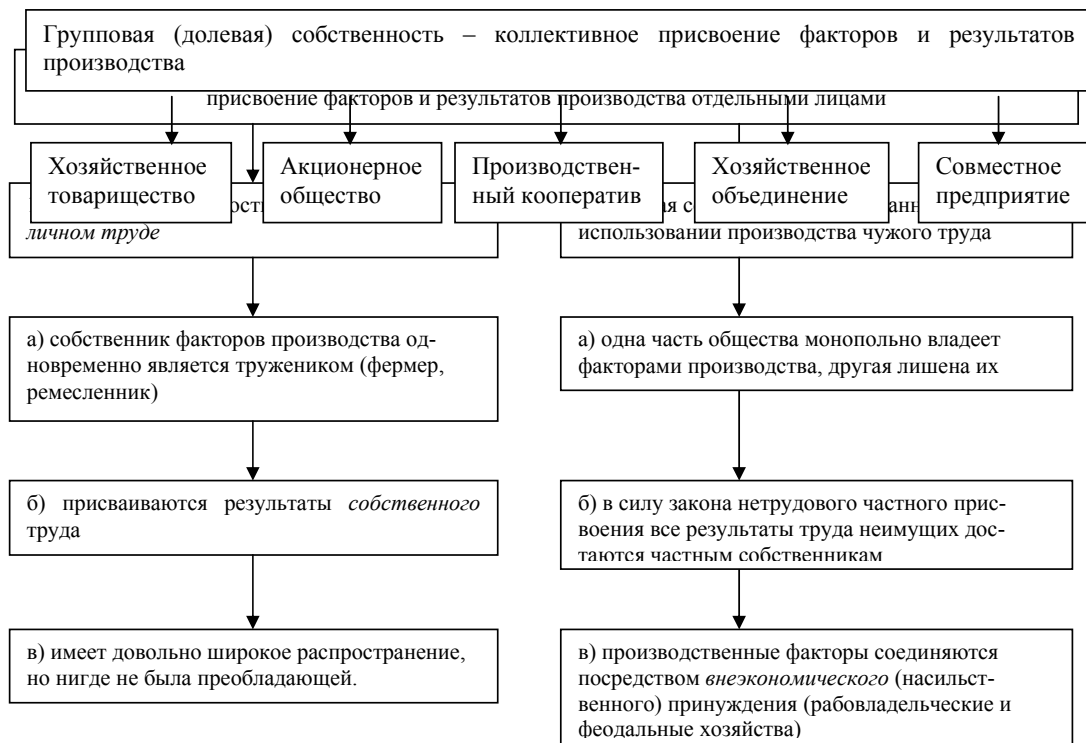 Групповая (долевая) собственность – коллективное присвоение факторов и результатов
производства
присвоение факторов и результатов производства отдельными лицами
Хозяйственное
товарищество
Акционерное
общество
Производствен-
ный кооператив
Хозяйственное
объединение
Совместное
предприятие
личном труде
использовании производства чужого труда
а) собственник факторов производства од-
новременно является тружеником (фермер,
ремесленник)
а) одна часть общества монопольно владеет
факторами производства, другая лишена их
б) присваиваются результаты собственного
труда
б) в силу закона нетрудового частного прис-
воения все результаты труда неимущих дос-
таются частным собственникам
в) имеет довольно широкое распространение,
но нигде не была преобладающей.
в) производственные факторы соединяются
посредством внеэкономического (насильст-
венного) принуждения (рабовладельческие и
феодальные хозяйства)